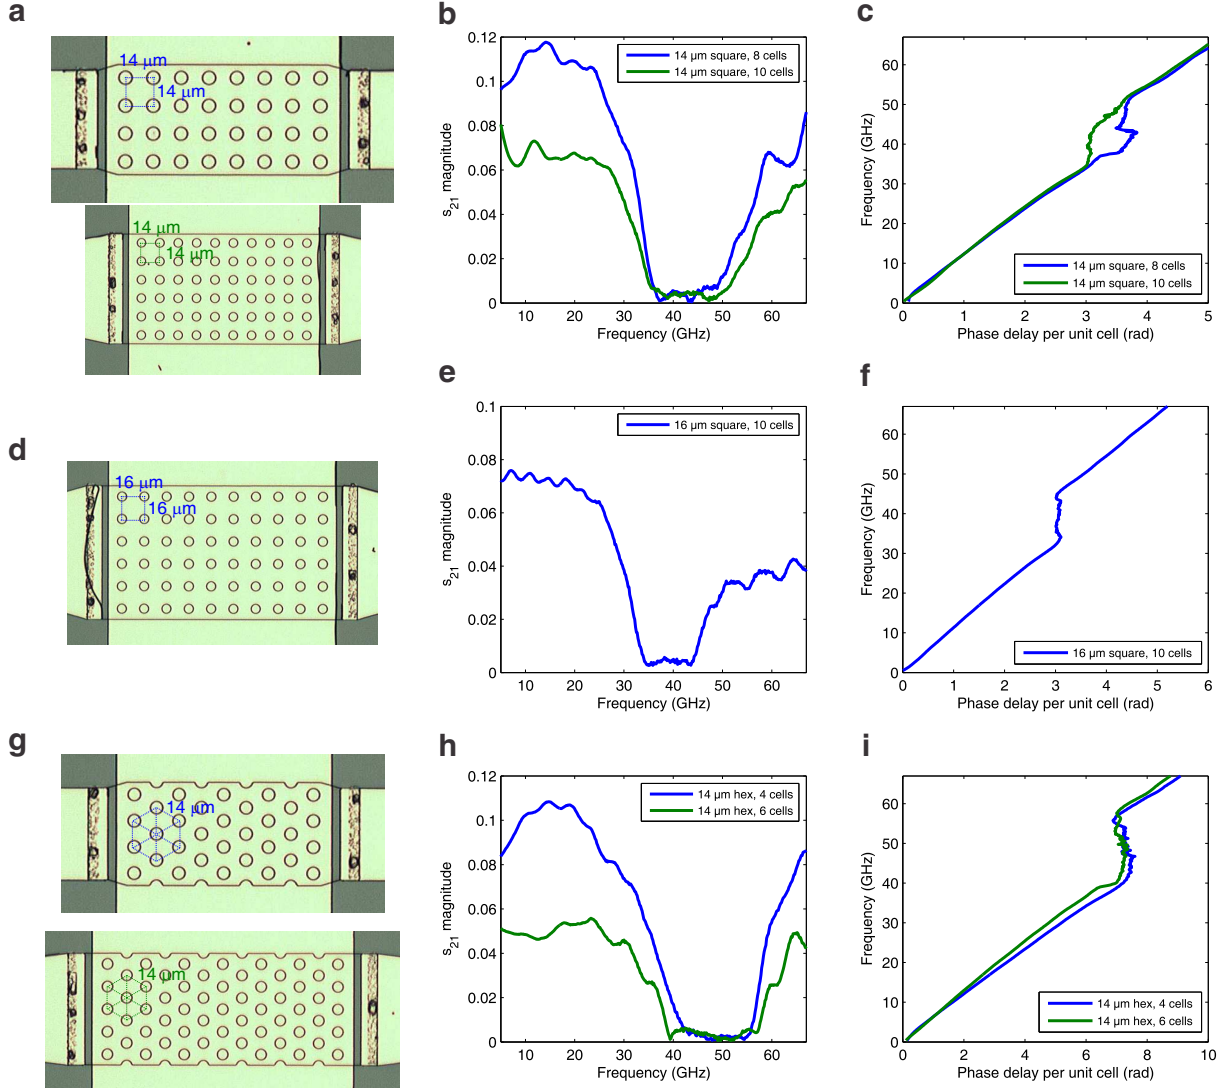 a
14 µm
14 µm
14 µm
14 µm
b
0.12
0.1
0.08
0.06
0.04
0.02
0
10
20
30
40
50
60
s21 magnitude
Frequency (GHz)
14 µm square, 8 cells
14 µm square, 10 cells
c
60
50
40
30
20
10
0
0
1
2
3
4
5
Frequency (GHz)
Phase delay per unit cell (rad)
14 µm square, 8 cells
14 µm square, 10 cells
d
16 µm
16 µm
e
0.1
0.08
0.06
0.04
0.02
0
10
20
30
40
50
60
s21 magnitude
Frequency (GHz)
16 µm square, 10 cells
f
60
50
40
30
20
10
0
0
1
2
3
4
5
6
Frequency (GHz)
Phase delay per unit cell (rad)
16 µm square, 10 cells
g
14 µm
14 µm
h
0.12
0.1
0.08
0.06
0.04
0.02
0
10
20
30
40
50
60
s21 magnitude
Frequency (GHz)
14 µm hex, 4 cells
14 µm hex, 6 cells
i
60
50
40
30
20
10
0
0
2
4
6
8
10
Frequency (GHz)
Phase delay per unit cell (rad)
14 µm hex, 4 cells
14 µm hex, 6 cells